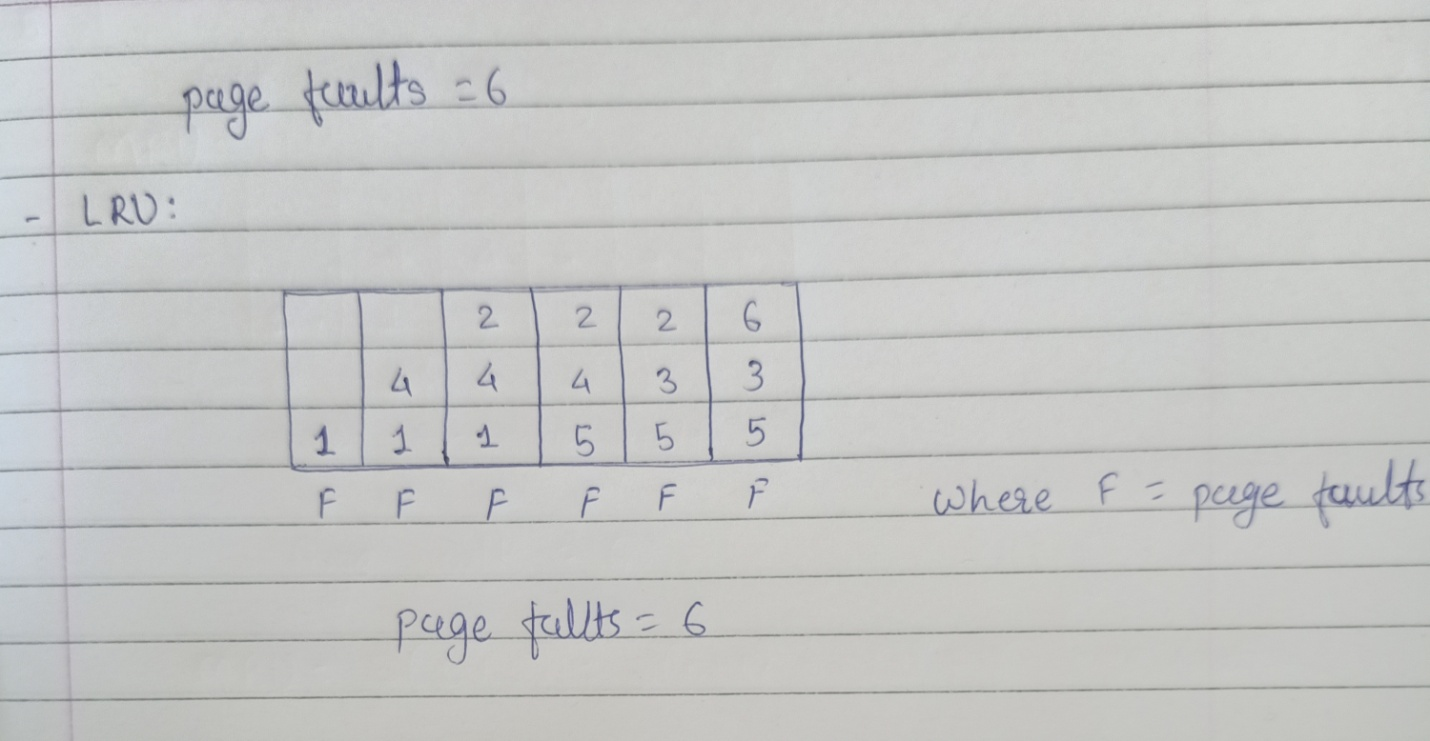 page faults = 6
- LRU:
2 2 2 6
4 4 4 3 3
1 1 1 5 5 5
F F F F F F where F = page faults
page fallts = 6